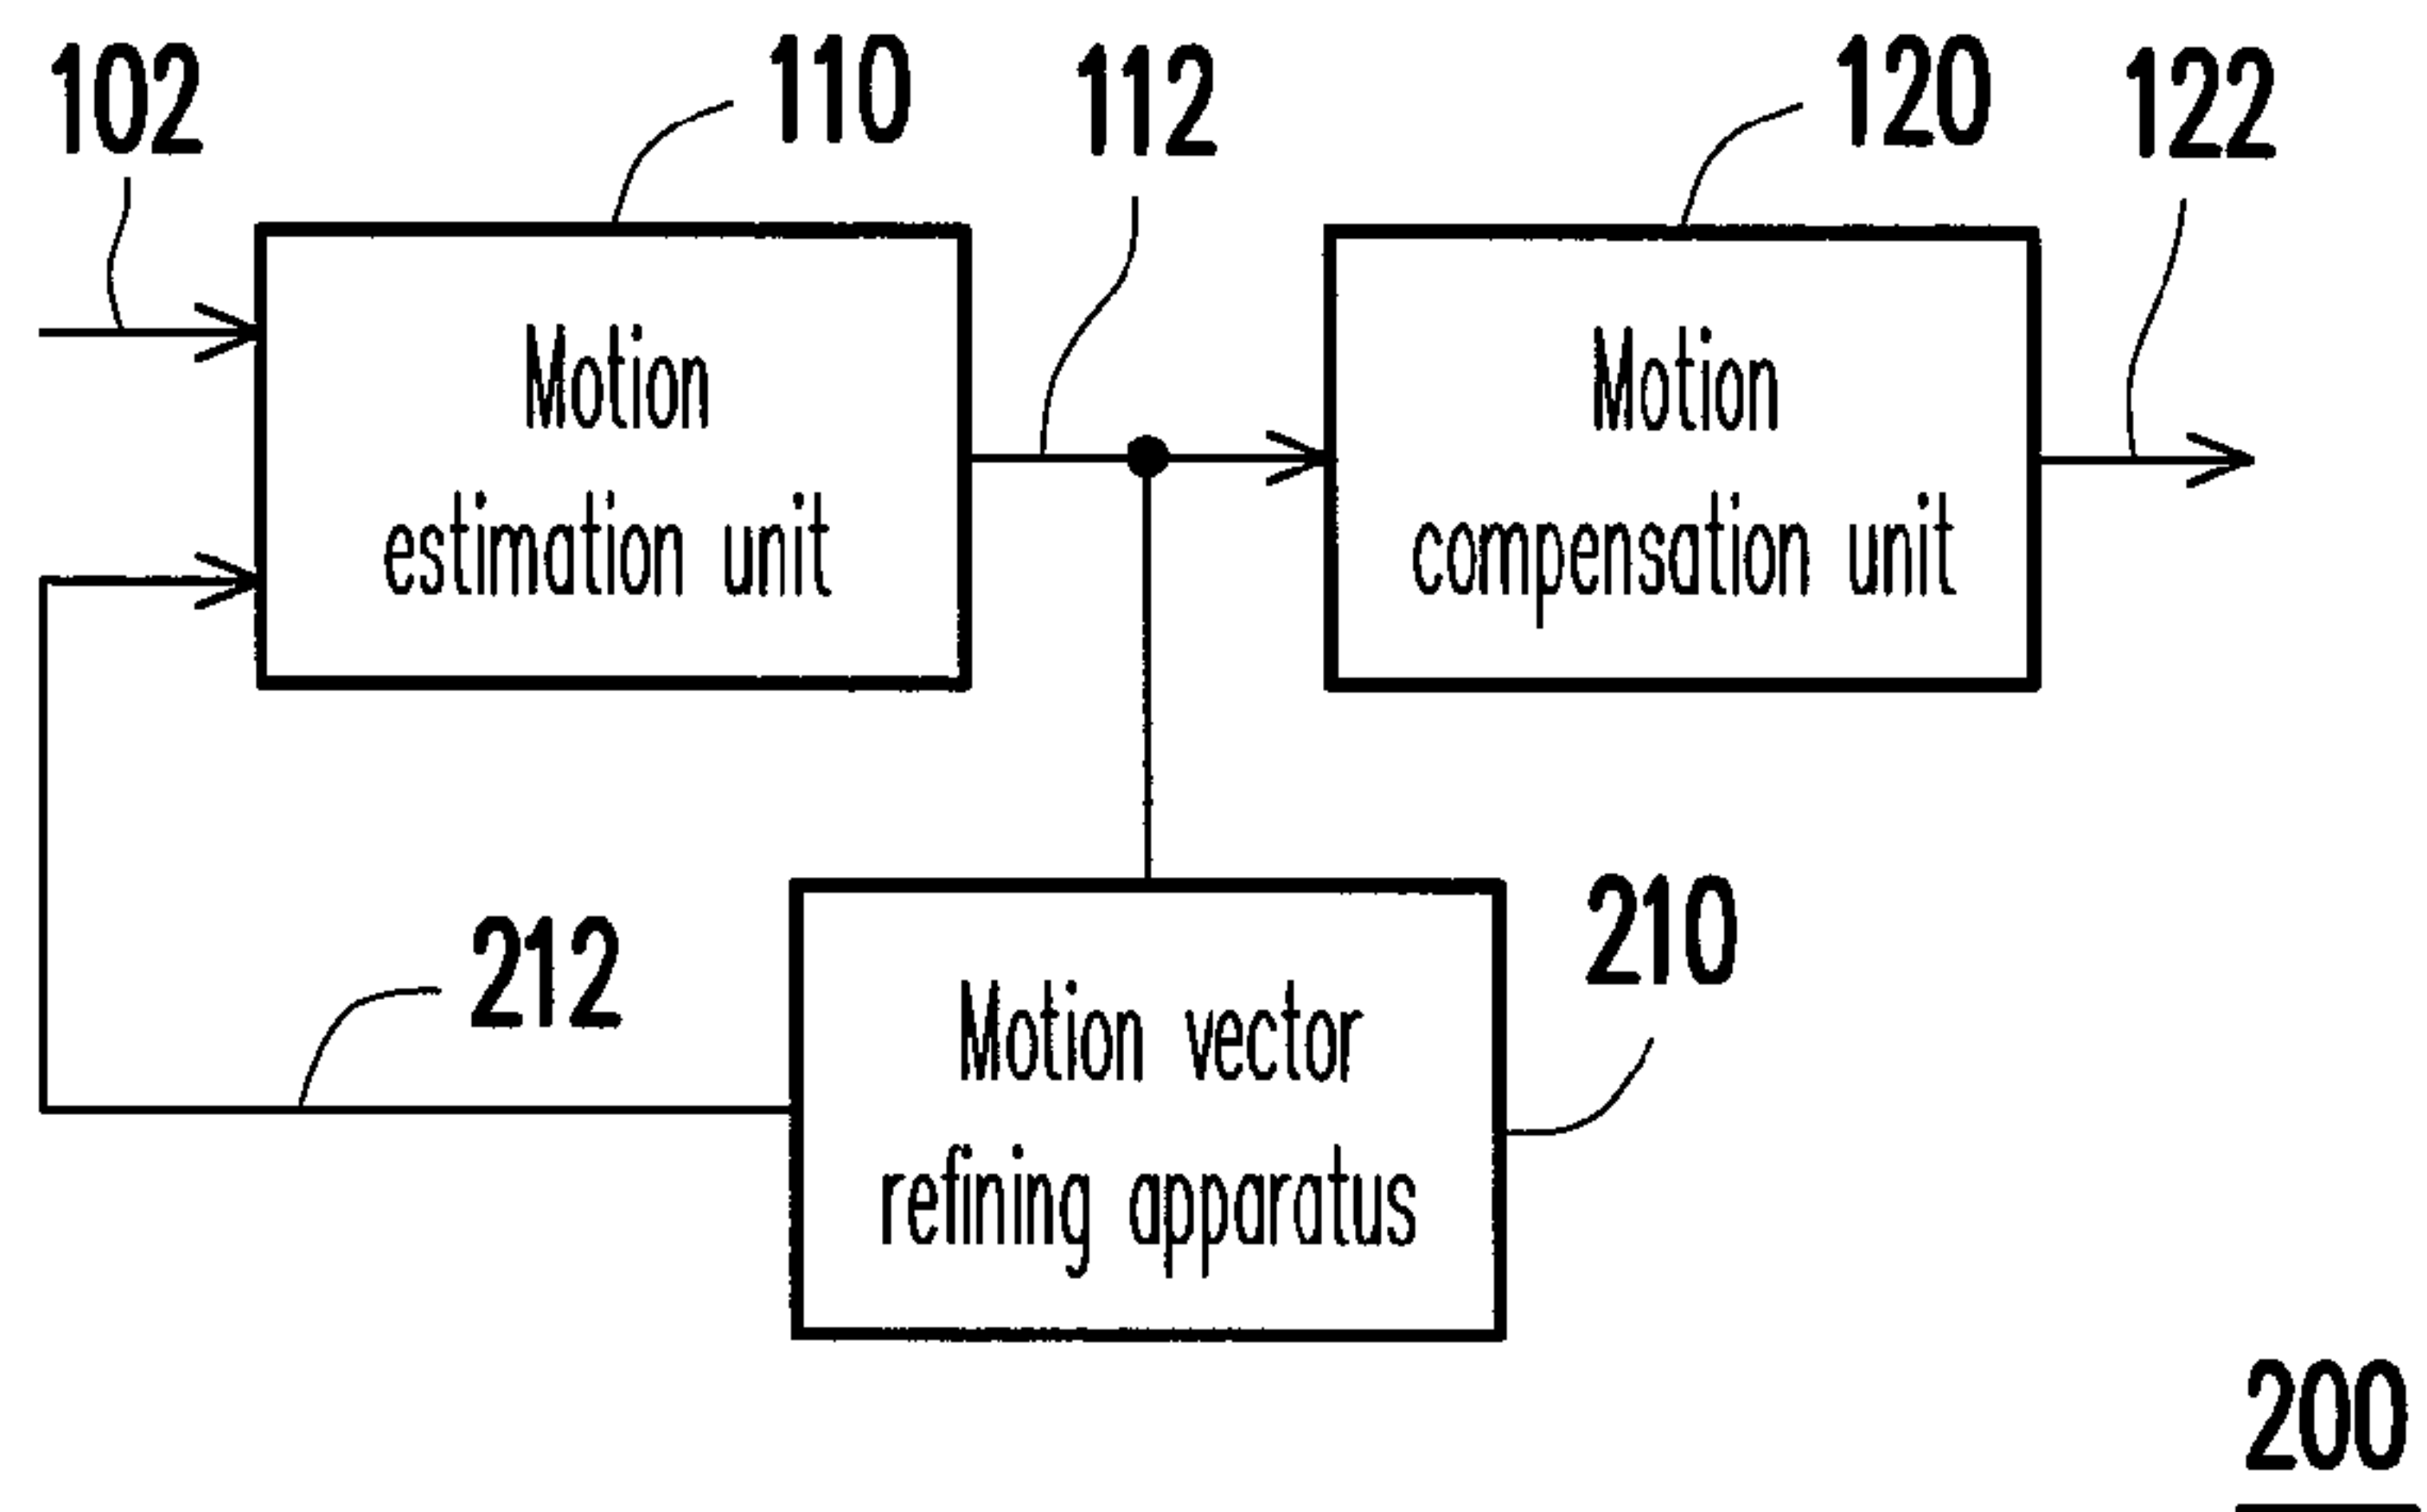 102
110
112
120
122
Motion
estimation unit
Motion
compensation unit
212
210
Motion vector
refining apparatus
200